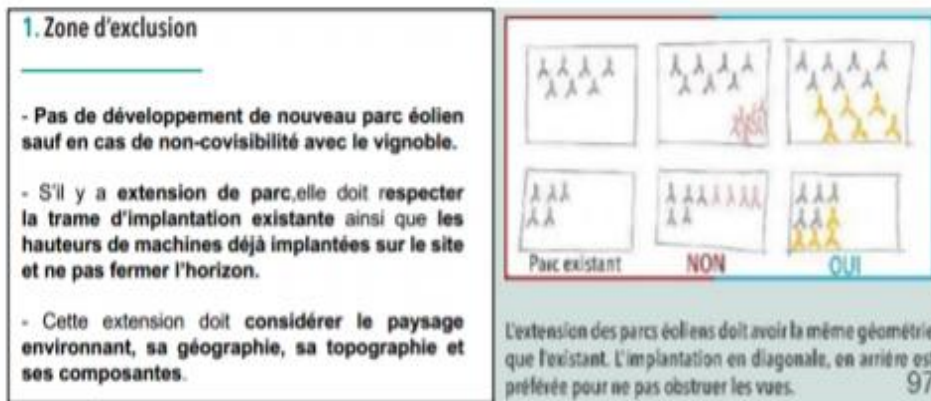 1. Zone d'exclusion
- Pas de développement de nouveau parc éolien
sauf en cas de non-covisibilité avec le vignoble.
- S'il y a extension de parc,elle doit respecter
la trame d'implantation existante ainsi que les
hauteurs de machines déjà implantées sur le site
et ne pas fermer l'horizon.
- Cette extension doit considérer le paysage
environnant, sa géographie, sa topographie et
ses composantes.
Parc existant
NON
OUI
L'extension des parcs éoliens doit avoir la même géométrie
que l'existant. L'implantation en diagonale, en arrière est
préférée pour ne pas obstruer les vues.
97